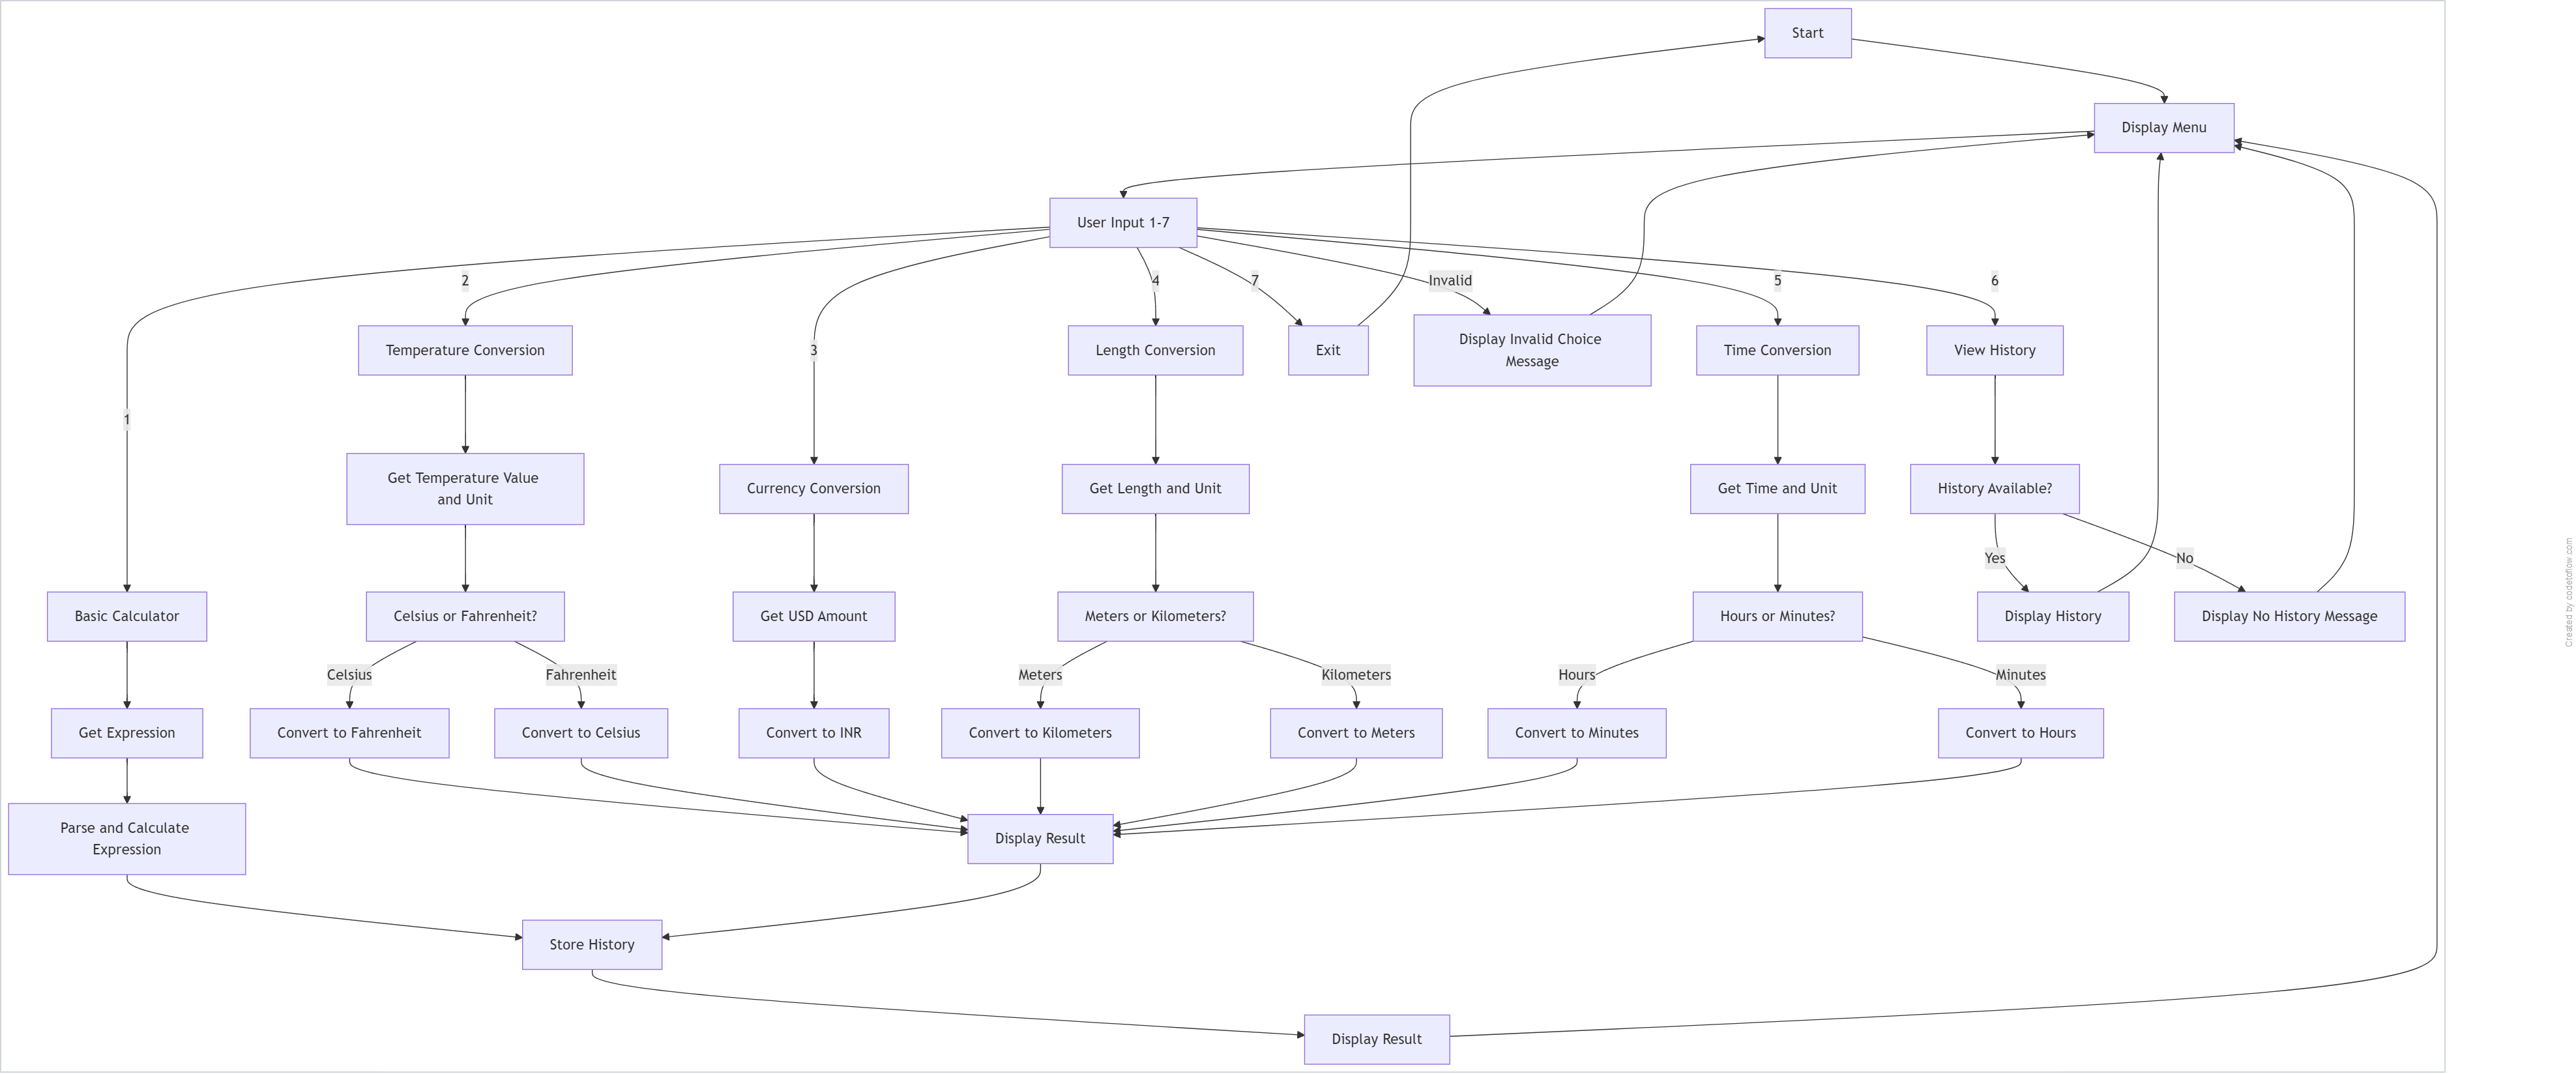 Start
Display Menu
User Input 1-7
2
4
7
Invalid
5
6
Temperature Conversion
3
Length Conversion
Exit
Display Invalid Choice
Message
Time Conversion
View History
1
Get Temperature Value
and Unit
Currency Conversion
Get Length and Unit
Get Time and Unit
History Available?
Yes
No
Basic Calculator
Celsius or Fahrenheit?
Get USD Amount
Meters or Kilometers?
Hours or Minutes?
Display History
Display No History Message
Celsius
Fahrenheit
Meters
Kilometers
Hours
Minutes
Get Expression
Convert to Fahrenheit
Convert to Celsius
Convert to INR
Convert to Kilometers
Convert to Meters
Convert to Minutes
Convert to Hours
Parse and Calculate
Expression
Display Result
Store History
Display Result
Created by codetoflow.com